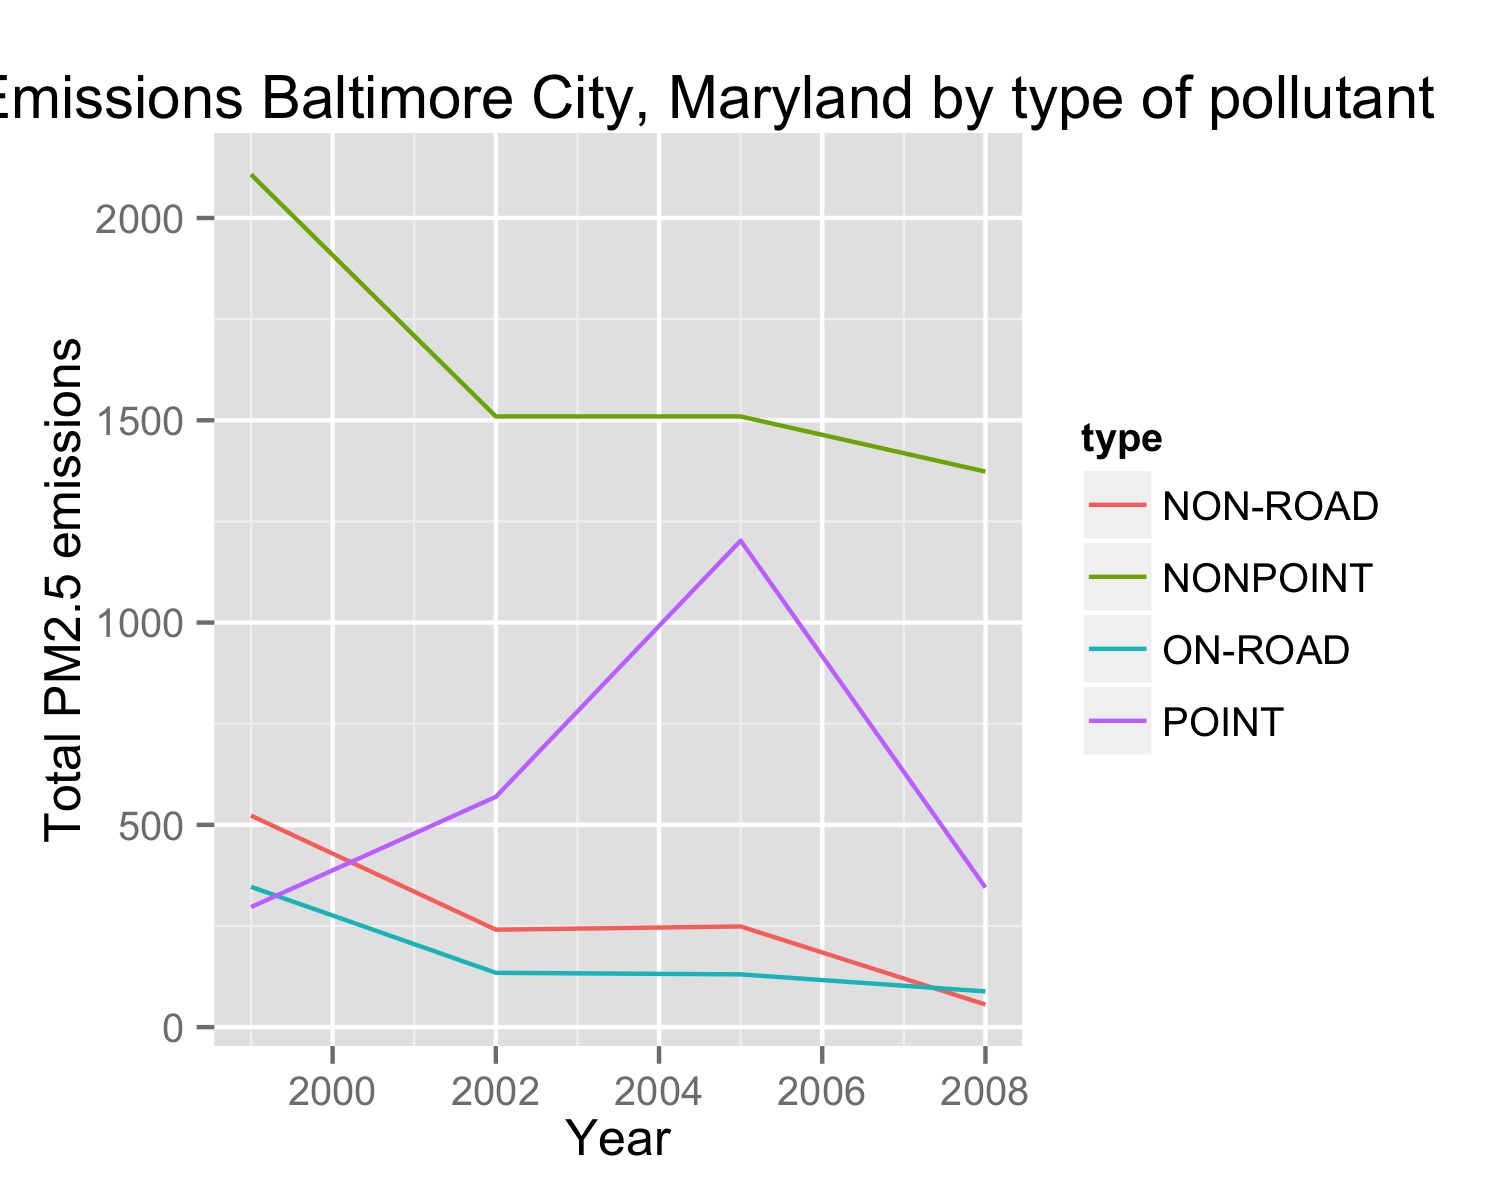 Emissions Baltimore City, Maryland by type of pollutant
Total PM2.5 emissions
2000
1500
1000
500
0
2000 2002 2004 2006 2008
Year
type
NON-ROAD
NONPOINT
ON-ROAD
POINT